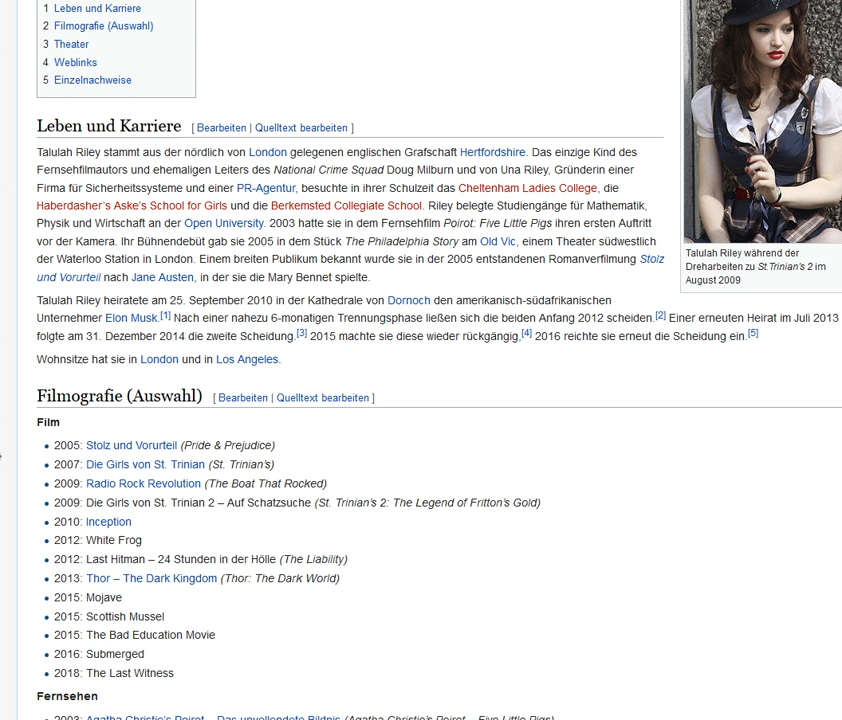 1 Leben und Karriere
2 Filmografie (Auswahl)
3 Theater
4 Weblinks
5 Einzelnachweise
Leben und Karriere [ Bearbeiten | Quelltext bearbeiten ]
Talulah Riley stammt aus der nördlich von London gelegenen englischen Grafschaft Hertfordshire. Das einzige Kind des
Fernsehfilmautors und ehemaligen Leiters des National Crime Squad Doug Milburn und von Una Riley, Gründerin einer
Firma für Sicherheitssysteme und einer PR-Agentur, besuchte in ihrer Schulzeit das Cheltenham Ladies College, die
Haberdasher's Aske's School for Girls und die Berkemsted Collegiate School. Riley belegte Studiengänge für Mathematik,
Physik und Wirtschaft an der Open University. 2003 hatte sie in dem Fernsehfilm Poirot: Five Little Pigs ihren ersten Auftritt
vor der Kamera. Ihr Bühnendebüt gab sie 2005 in dem Stück The Philadelphia Story am Old Vic, einem Theater südwestlich
der Waterloo Station in London. Einem breiten Publikum bekannt wurde sie in der 2005 entstandenen Romanverfilmung Stolz
und Vorurteil nach Jane Austen, in der sie die Mary Bennet spielte.
Talulah Riley während der
Dreharbeiten zu St.Trinian's 2 im
August 2009
Talulah Riley heiratete am 25. September 2010 in der Kathedrale von Dornoch den amerikanisch-südafrikanischen
Unternehmer Elon Musk.[1] Nach einer nahezu 6-monatigen Trennungsphase ließen sich die beiden Anfang 2012 scheiden.[2] Einer erneuten Heirat im Juli 2013
folgte am 31. Dezember 2014 die zweite Scheidung.[3] 2015 machte sie diese wieder rückgängig,[4] 2016 reichte sie erneut die Scheidung ein.[5]
Wohnsitze hat sie in London und in Los Angeles.
Filmografie (Auswahl) [ Bearbeiten | Quelltext bearbeiten ]
Film
2005: Stolz und Vorurteil (Pride & Prejudice)
2007: Die Girls von St. Trinian (St. Trinian's)
2009: Radio Rock Revolution (The Boat That Rocked)
2009: Die Girls von St. Trinian 2 – Auf Schatzsuche (St. Trinian's 2: The Legend of Fritton's Gold)
2010: Inception
2012: White Frog
2012: Last Hitman – 24 Stunden in der Hölle (The Liability)
2013: Thor – The Dark Kingdom (Thor: The Dark World)
2015: Mojave
2015: Scottish Mussel
2015: The Bad Education Movie
2016: Submerged
2018: The Last Witness
Fernsehen
2003: Agatha Christie's Poirot – Das unvollendete Bildnis (Agatha Christie's Poirot – Five Little Pigs)